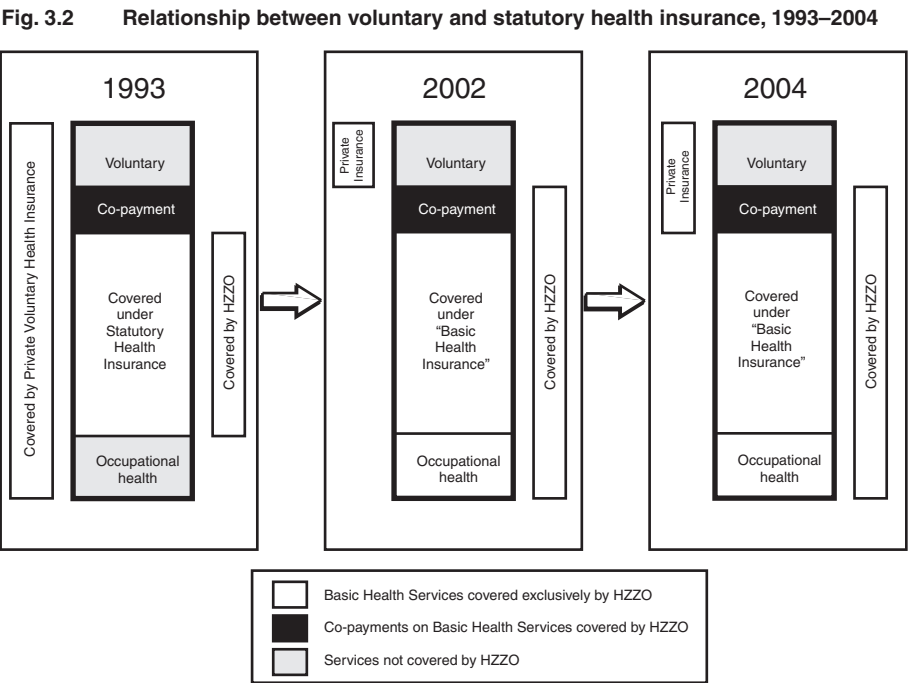 Fig. 3.2 Relationship between voluntary and statutory health insurance, 1993–2004
1993
Covered by Private Voluntary Health Insurance
Voluntary
Co-payment
Covered
under
Statutory
Health
Insurance
Occupational
health
Covered by HZZO
2002
Private
Insurance
Voluntary
Co-payment
Covered
under
“Basic
Health
Insurance”
Occupational
health
Covered by HZZO
2004
Private
Insurance
Voluntary
Co-payment
Covered
under
“Basic
Health
Insurance”
Occupational
health
Covered by HZZO
Basic Health Services covered exclusively by HZZO
Co-payments on Basic Health Services covered by HZZO
Services not covered by HZZO